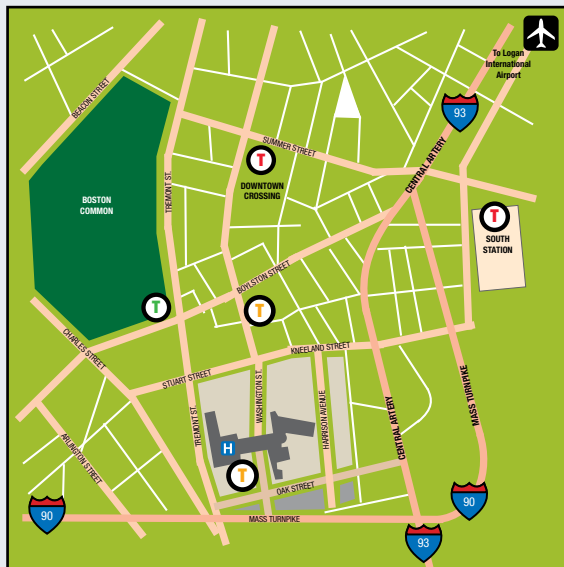 To Logan
International
Airport
93
BEACON STREET
SUMMER STREET
T
CENTRAL ARTERY
DOWNTOWN
CROSSING
TREMONT ST.
BOSTON
COMMON
T
SOUTH
STATION
BOYLSTON STREET
T
T
CHARLES STREET
KNEELAND STREET
STUART STREET
WASHINGTON ST.
HARRISON AVENUE
TREMONT ST.
CENTRAL ARTERY
MASS TURNPIKE
ARLINGTON STREET
H
T
OAK STREET
90
90
MASS TURNPIKE
93